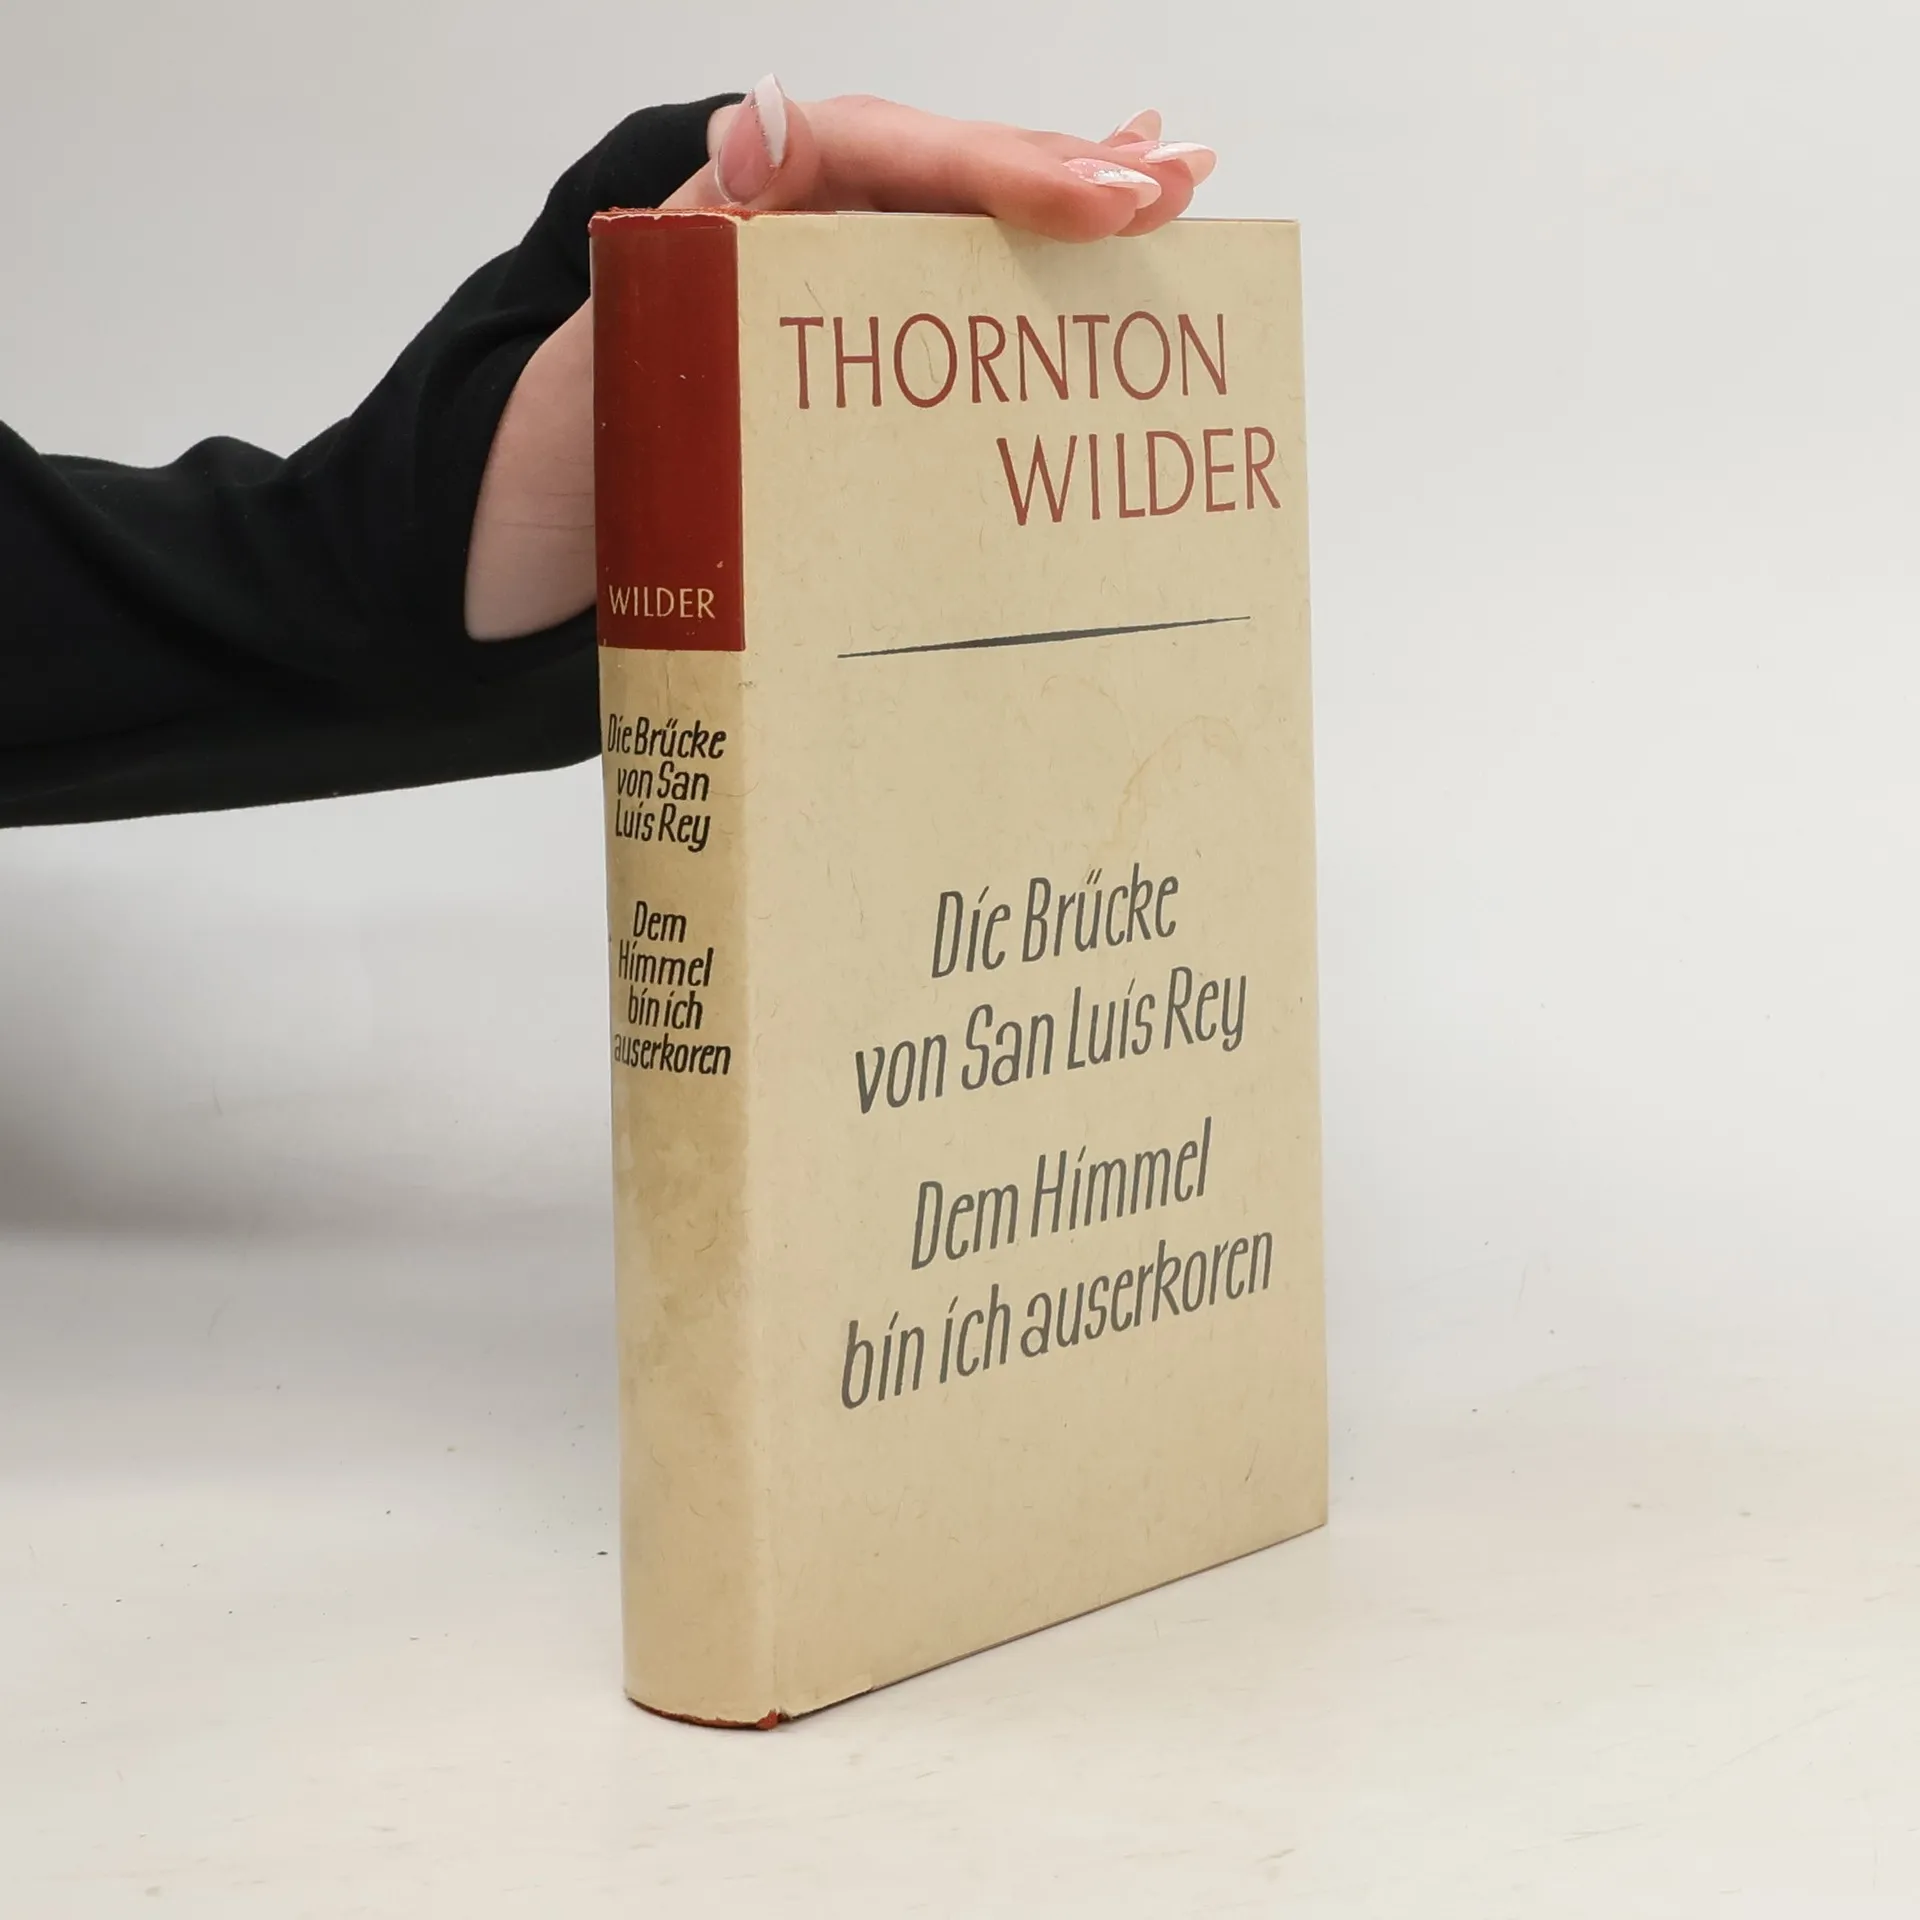 WILDER
Die Brücke
von San
Luis Rey
Dem
Himmel
bin ich
auserkoren
THORNTON
WILDER
Die Brücke
von San Luis Rey
Dem Himmel
bin ich auserkoren